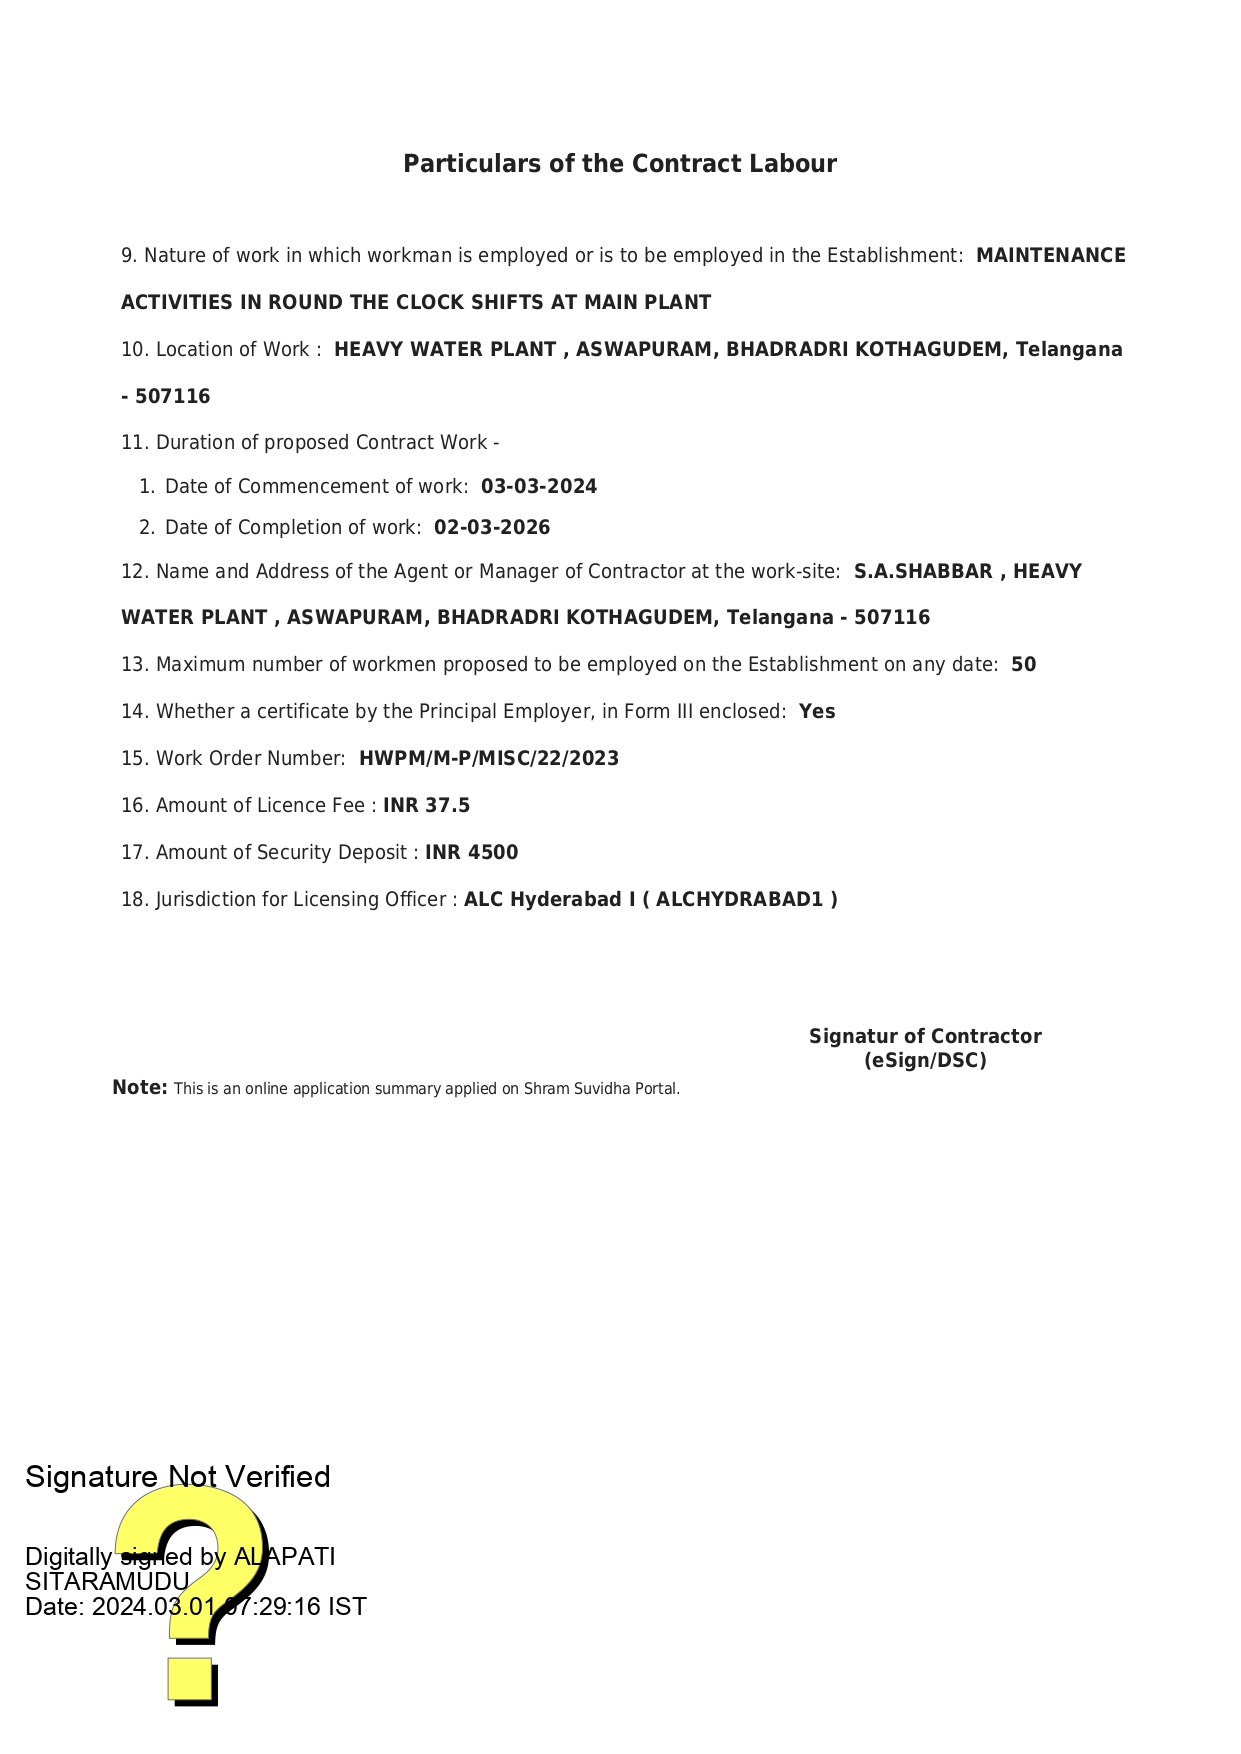 Particulars of the Contract Labour
9. Nature of work in which workman is employed or is to be employed in the Establishment: MAINTENANCE
ACTIVITIES IN ROUND THE CLOCK SHIFTS AT MAIN PLANT
10. Location of Work : HEAVY WATER PLANT , ASWAPURAM, BHADRADRI KOTHAGUDEM, Telangana
- 507116
11. Duration of proposed Contract Work -
1. Date of Commencement of work: 03-03-2024
2. Date of Completion of work: 02-03-2026
12. Name and Address of the Agent or Manager of Contractor at the work-site: S.A.SHABBAR , HEAVY
WATER PLANT , ASWAPURAM, BHADRADRI KOTHAGUDEM, Telangana - 507116
13. Maximum number of workmen proposed to be employed on the Establishment on any date: 50
14. Whether a certificate by the Principal Employer, in Form III enclosed: Yes
15. Work Order Number: HWPM/M-P/MISC/22/2023
16. Amount of Licence Fee : INR 37.5
17. Amount of Security Deposit : INR 4500
18. Jurisdiction for Licensing Officer : ALC Hyderabad I ( ALCHYDRABAD1 )
Signatur of Contractor
(eSign/DSC)
Note: This is an online application summary applied on Shram Suvidha Portal.
Signature Not Verified
Digitally signed by ALAPATI
SITARAMUDU
Date: 2024.03.01 07:29:16 IST